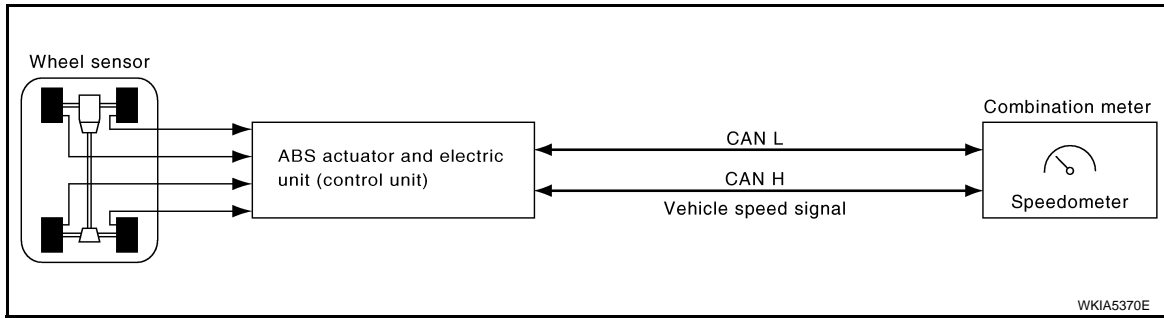 Wheel sensor
ABS actuator and electric
unit (control unit)
CAN L
CAN H
Vehicle speed signal
Combination meter
Speedometer
WKIA5370E